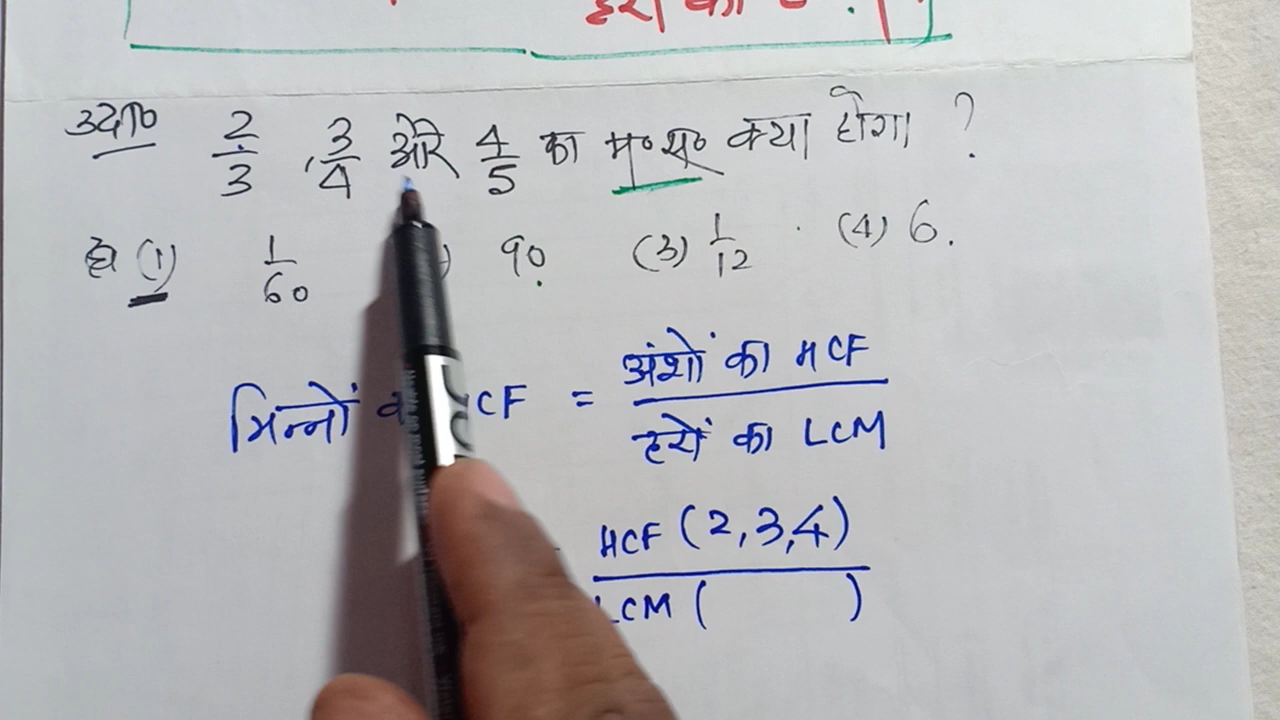 हरों का
उदा० 2/3 , 3/4 और 4/5 का म०स० क्या होगा ?
(1) 1/60 90 (3) 1/12 (4) 6.
भिन्नों CF = अंशों का HCF / हरों का LCM
HCF (2,3,4) / LCM ( )